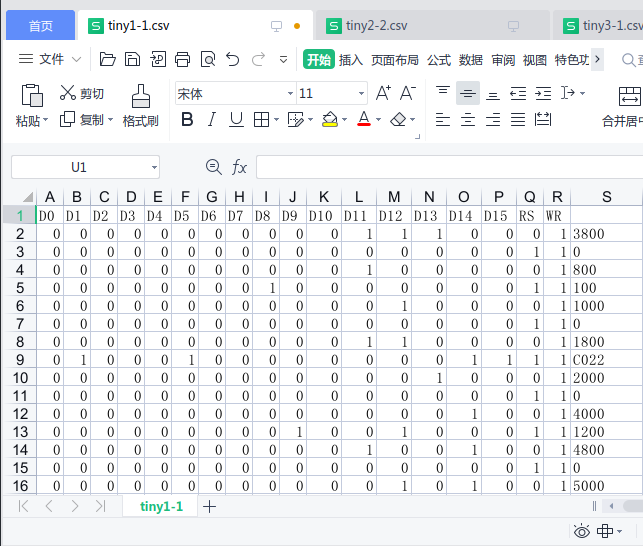 首页 S tiny1-1.csv S tiny2-2.csv S tiny3-1.csv
文件 开始 插入 页面布局 公式 数据 审阅 视图 特色功
粘贴 剪切 复制 格式刷 宋体 11 A+ A- B I U A 合并居中
U1 fx
A B C D E F G H I J K L M N O P Q R S
1 D0 D1 D2 D3 D4 D5 D6 D7 D8 D9 D10 D11 D12 D13 D14 D15 RS WR
2 0 0 0 0 0 0 0 0 0 0 0 1 1 1 0 0 0 1 3800
3 0 0 0 0 0 0 0 0 0 0 0 0 0 0 0 0 1 1 0
4 0 0 0 0 0 0 0 0 0 0 0 1 0 0 0 0 0 1 800
5 0 0 0 0 0 0 0 0 1 0 0 0 0 0 0 0 1 1 100
6 0 0 0 0 0 0 0 0 0 0 0 0 1 0 0 0 0 1 1000
7 0 0 0 0 0 0 0 0 0 0 0 0 0 0 0 0 1 1 0
8 0 0 0 0 0 0 0 0 0 0 0 1 1 0 0 0 0 1 1800
9 0 1 0 0 0 1 0 0 0 0 0 0 0 0 1 1 1 1 C022
10 0 0 0 0 0 0 0 0 0 0 0 0 0 1 0 0 0 1 2000
11 0 0 0 0 0 0 0 0 0 0 0 0 0 0 0 0 1 1 0
12 0 0 0 0 0 0 0 0 0 0 0 0 0 0 1 0 0 1 4000
13 0 0 0 0 0 0 0 0 0 1 0 0 1 0 0 0 1 1 1200
14 0 0 0 0 0 0 0 0 0 0 0 1 0 0 1 0 0 1 4800
15 0 0 0 0 0 0 0 0 0 0 0 0 0 0 0 0 1 1 0
16 0 0 0 0 0 0 0 0 0 0 0 0 1 0 1 0 0 1 5000
tiny1-1